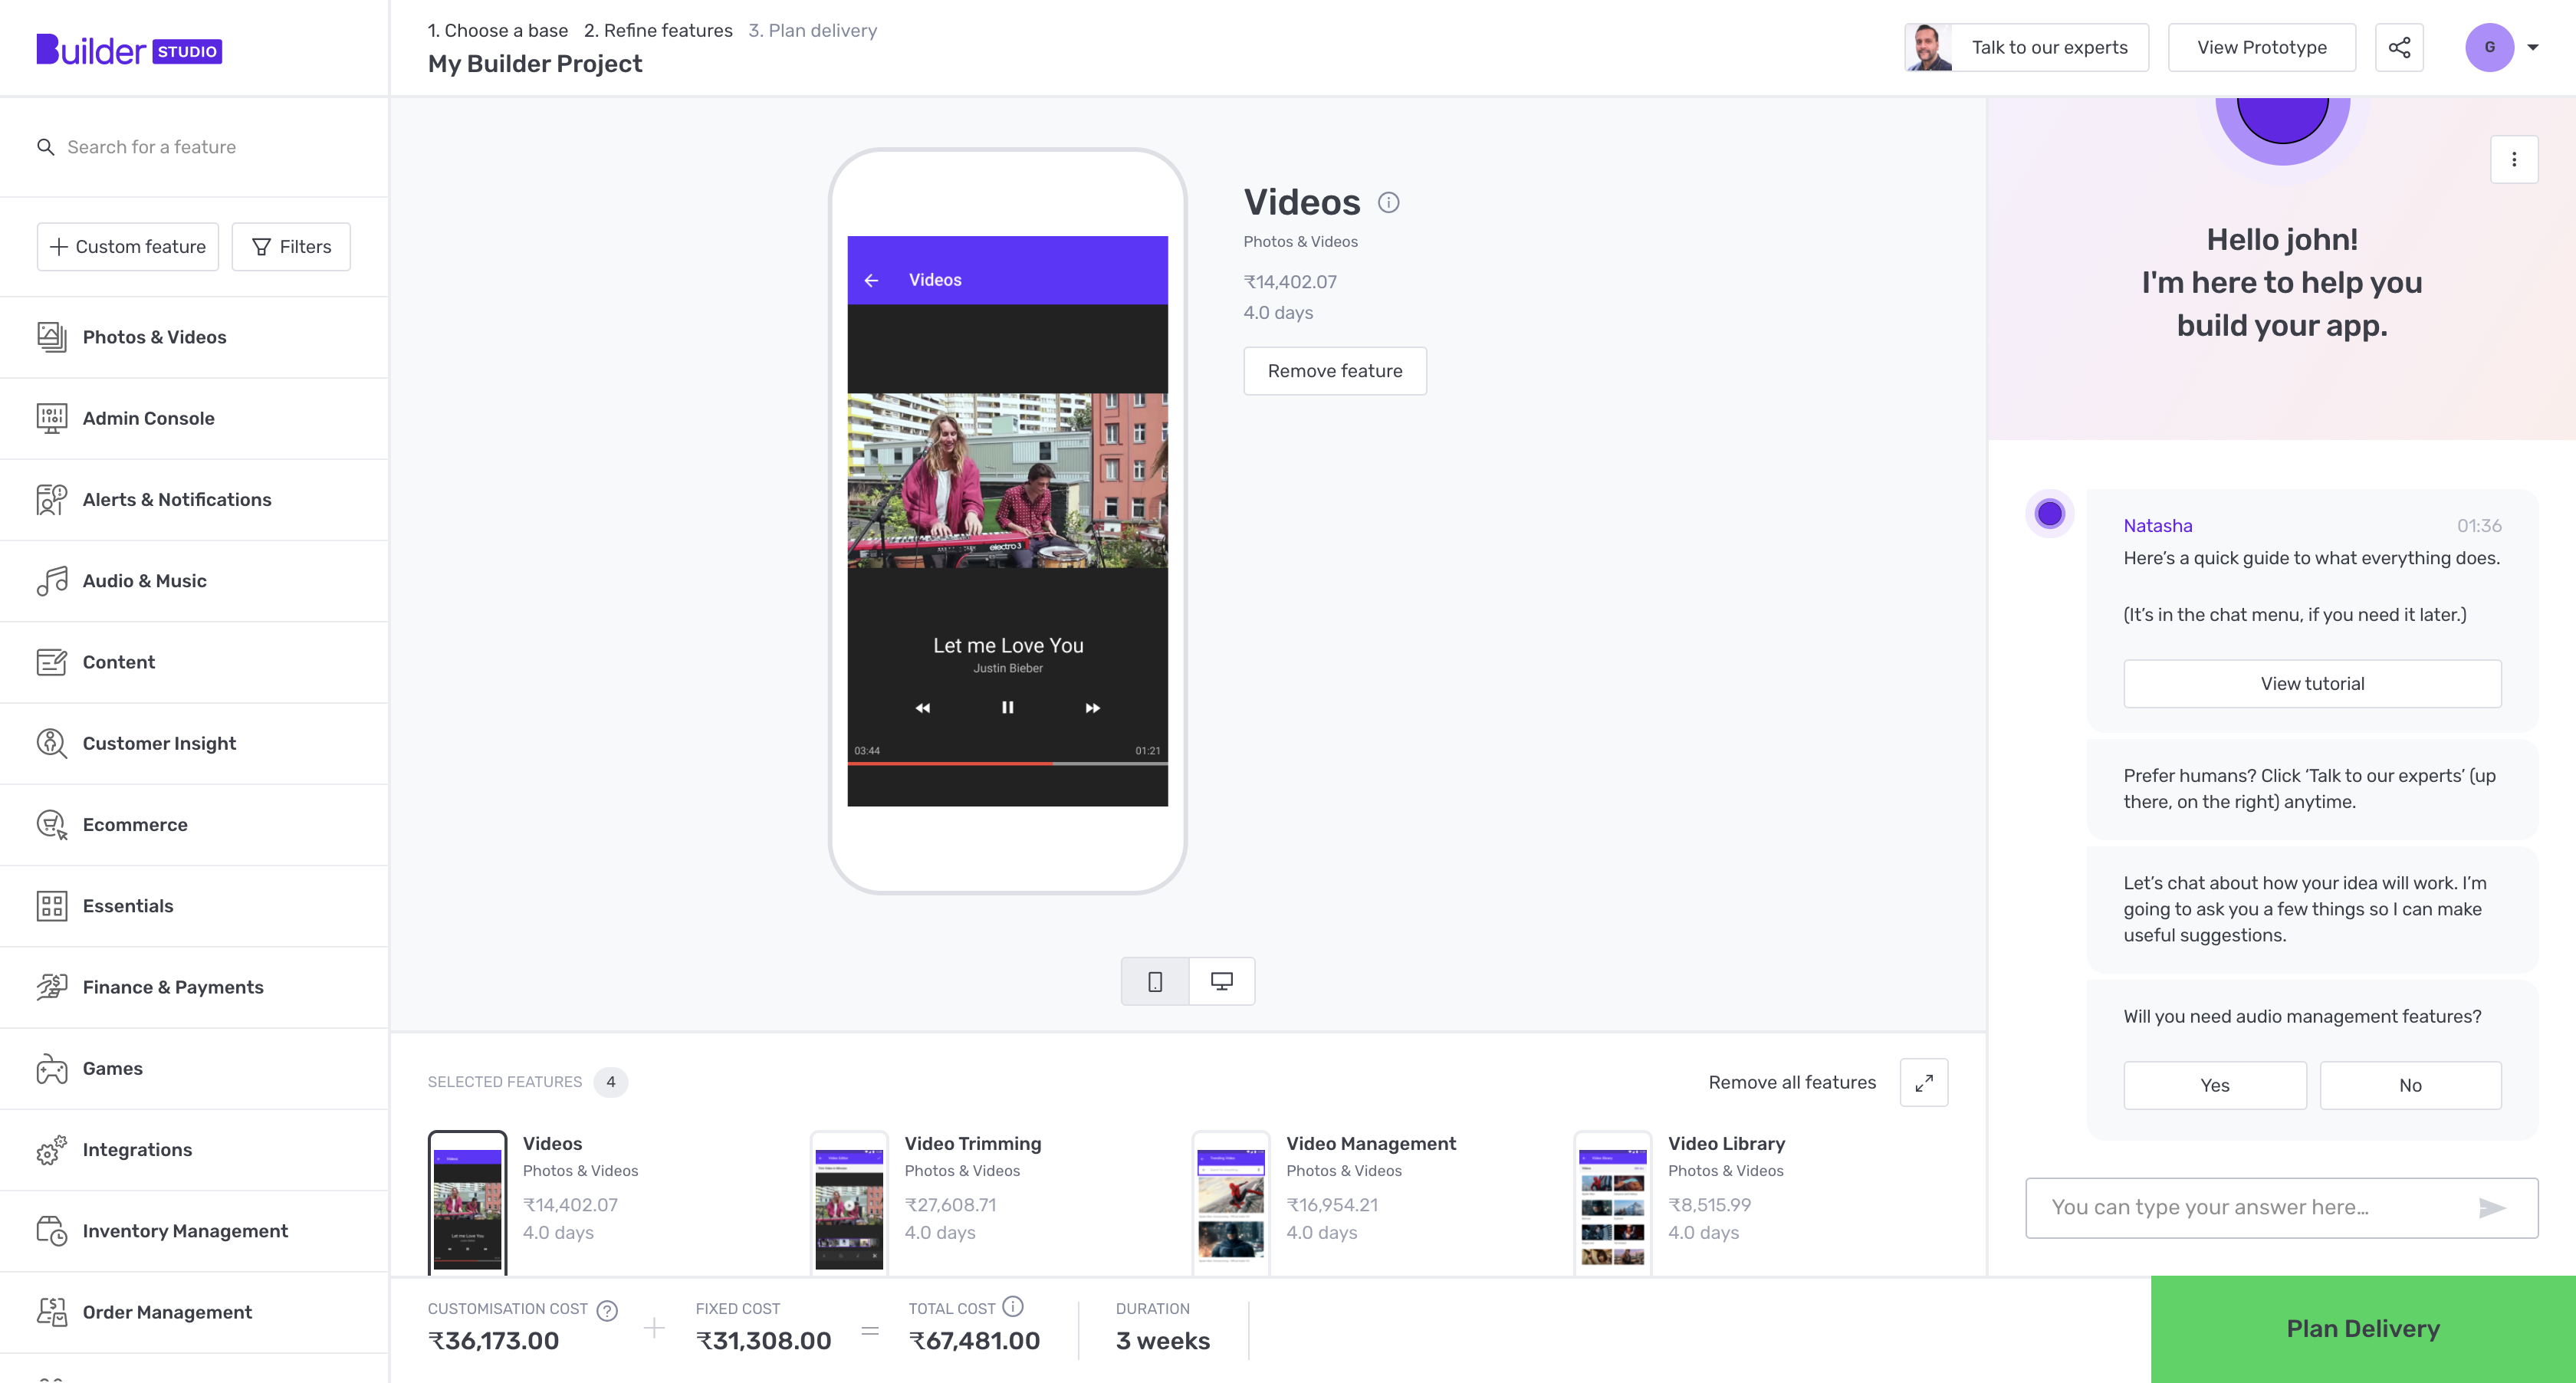 Builder STUDIO
1. Choose a base 2. Refine features 3. Plan delivery
My Builder Project
Talk to our experts
View Prototype
G
Search for a feature
Custom feature
Filters
Photos & Videos
Admin Console
Alerts & Notifications
Audio & Music
Content
Customer Insight
Ecommerce
Essentials
Finance & Payments
Games
Integrations
Inventory Management
Order Management
Videos
Let me Love You
Justin Bieber
03:44
01:21
electro 3
Videos
Photos & Videos
₹14,402.07
4.0 days
Remove feature
SELECTED FEATURES 4
Remove all features
Videos
Photos & Videos
₹14,402.07
4.0 days
Video Trimming
Photos & Videos
₹27,608.71
4.0 days
Video Management
Photos & Videos
₹16,954.21
4.0 days
Video Library
Photos & Videos
₹8,515.99
4.0 days
CUSTOMISATION COST
₹36,173.00
+
FIXED COST
₹31,308.00
=
TOTAL COST
₹67,481.00
DURATION
3 weeks
Hello john!
I'm here to help you
build your app.
Natasha 01:36
Here's a quick guide to what everything does.
(It's in the chat menu, if you need it later.)
View tutorial
Prefer humans? Click ‘Talk to our experts’ (up
there, on the right) anytime.
Let's chat about how your idea will work. I'm
going to ask you a few things so I can make
useful suggestions.
Will you need audio management features?
Yes
No
You can type your answer here...
Plan Delivery